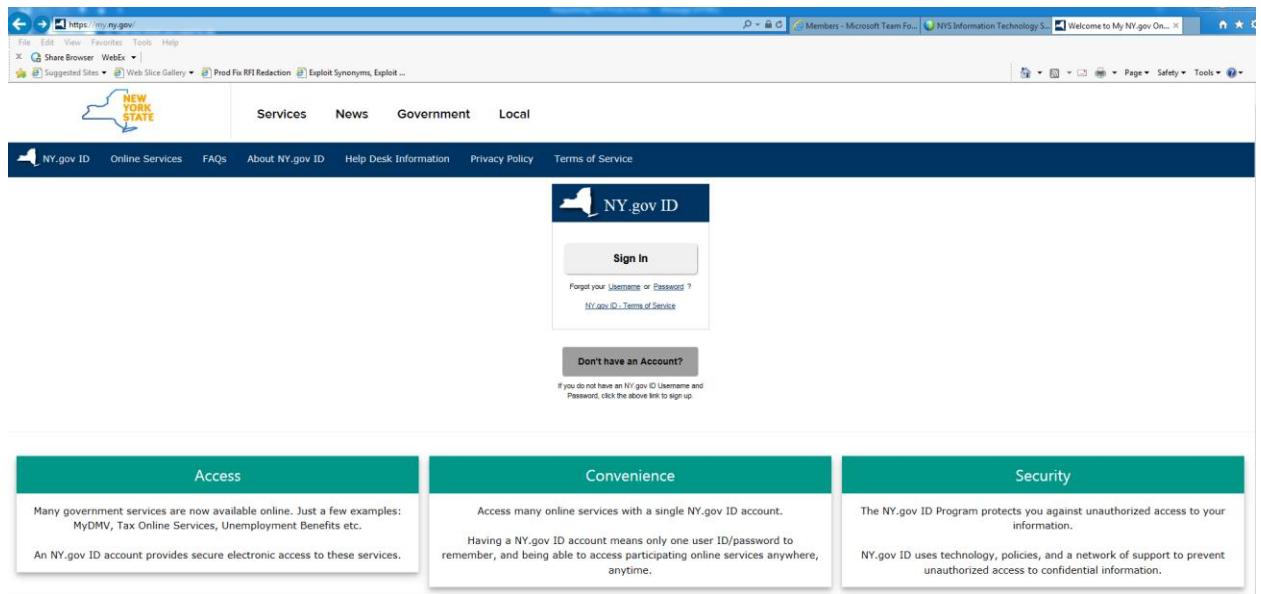 https://my.ny.gov/
Members - Microsoft Team Fo...
NYS Information Technology S...
Welcome to My NY.gov On...
File Edit View Favorites Tools Help
Share Browser WebEx
Suggested Sites Web Slice Gallery Prod Fix RFI Redaction Exploit Synonyms, Exploit ...
Page Safety Tools
NEW
YORK
STATE
Services News Government Local
NY.gov ID Online Services FAQs About NY.gov ID Help Desk Information Privacy Policy Terms of Service
NY.gov ID
Sign In
Forgot your Username or Password ?
NY.gov ID - Terms of Service
Don't have an Account?
If you do not have an NY.gov ID Username and
Password, click the above link to sign up.
Access
Many government services are now available online. Just a few examples:
MyDMV, Tax Online Services, Unemployment Benefits etc.
An NY.gov ID account provides secure electronic access to these services.
Convenience
Access many online services with a single NY.gov ID account.
Having a NY.gov ID account means only one user ID/password to
remember, and being able to access participating online services anywhere,
anytime.
Security
The NY.gov ID Program protects you against unauthorized access to your
information.
NY.gov ID uses technology, policies, and a network of support to prevent
unauthorized access to confidential information.